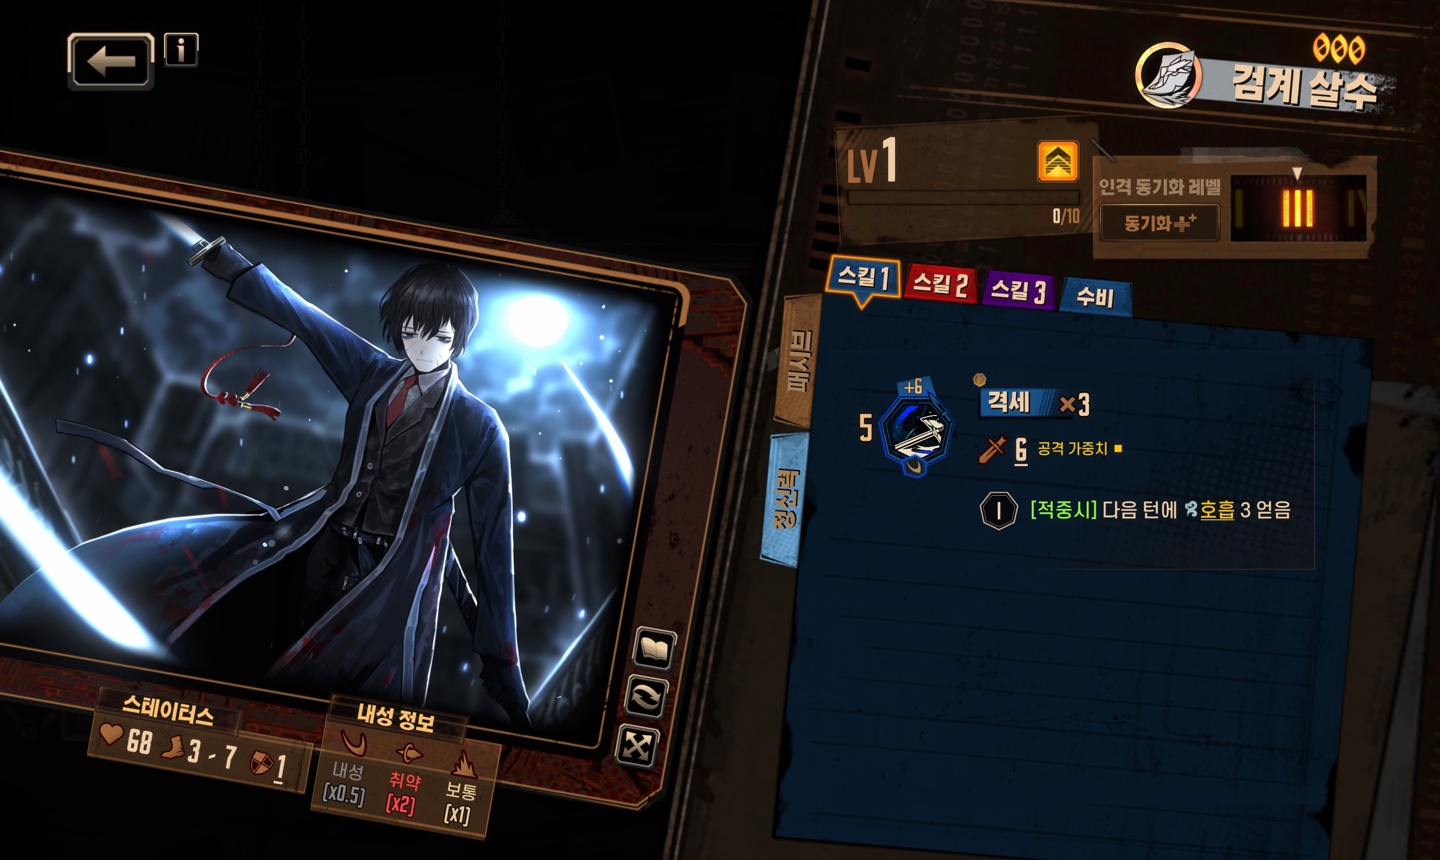 i
000
검계 살수
LV 1
0/10
인격 동기화 레벨
동기화++
III
스킬 1
스킬 2
스킬 3
수비
패시브
정신력
+6
5
격세 ×3
6 공격 가중치 ■
I [적중시] 다음 턴에 호흡 3 얻음
스테이터스
68 3 - 7 1
내성 정보
내성 취약 보통
[x0.5] [x2] [x1]